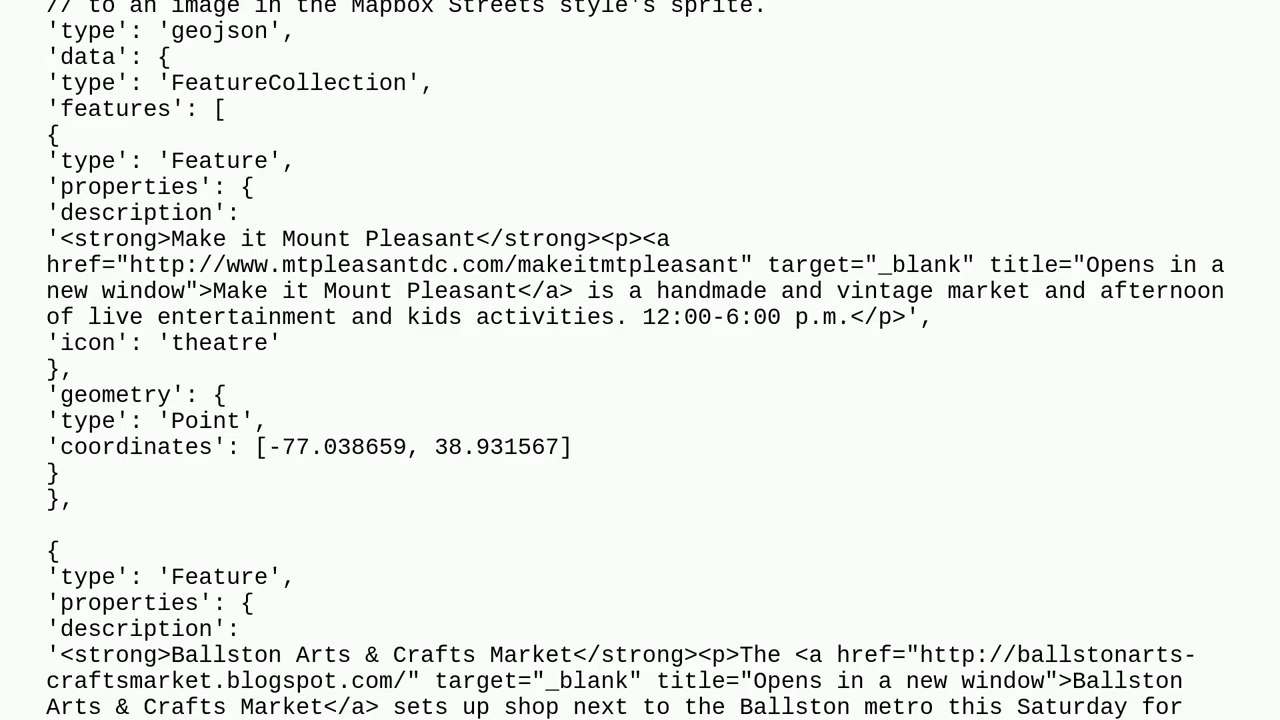 // to an image in the Mapbox Streets style's sprite.
'type': 'geojson',
'data': {
'type': 'FeatureCollection',
'features': [
{
'type': 'Feature',
'properties': {
'description':
'<strong>Make it Mount Pleasant</strong><p><a
href="http://www.mtpleasantdc.com/makeitmtpleasant" target="_blank" title="Opens in a
new window">Make it Mount Pleasant</a> is a handmade and vintage market and afternoon
of live entertainment and kids activities. 12:00-6:00 p.m.</p>',
'icon': 'theatre'
},
'geometry': {
'type': 'Point',
'coordinates': [-77.038659, 38.931567]
}
},
{
'type': 'Feature',
'properties': {
'description':
'<strong>Ballston Arts & Crafts Market</strong><p>The <a href="http://ballstonarts-
craftsmarket.blogspot.com/" target="_blank" title="Opens in a new window">Ballston
Arts & Crafts Market</a> sets up shop next to the Ballston metro this Saturday for